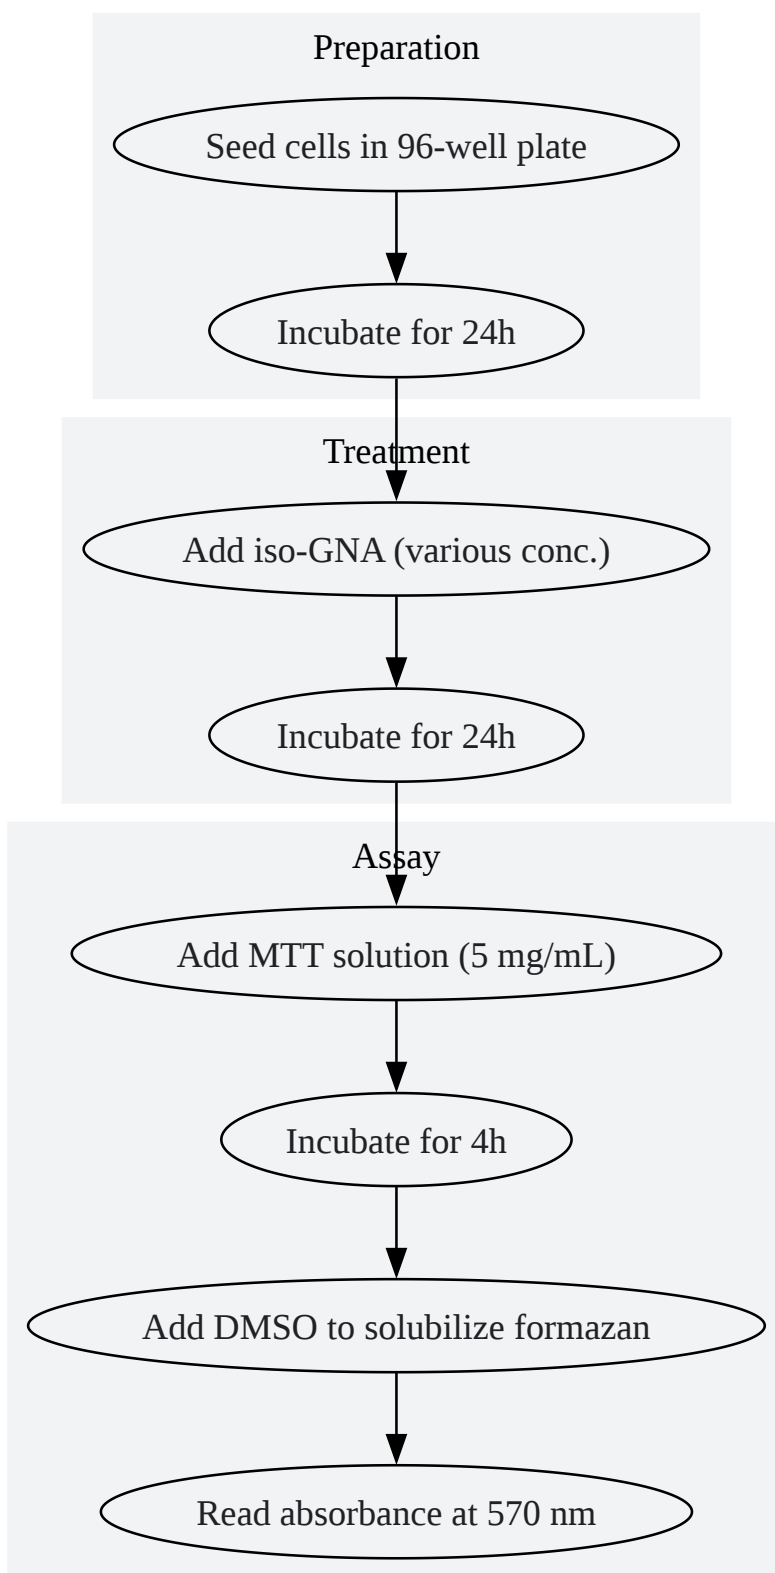 Preparation
Seed cells in 96-well plate
Incubate for 24h
Treatment
Add iso-GNA (various conc.)
Incubate for 24h
Assay
Add MTT solution (5 mg/mL)
Incubate for 4h
Add DMSO to solubilize formazan
Read absorbance at 570 nm